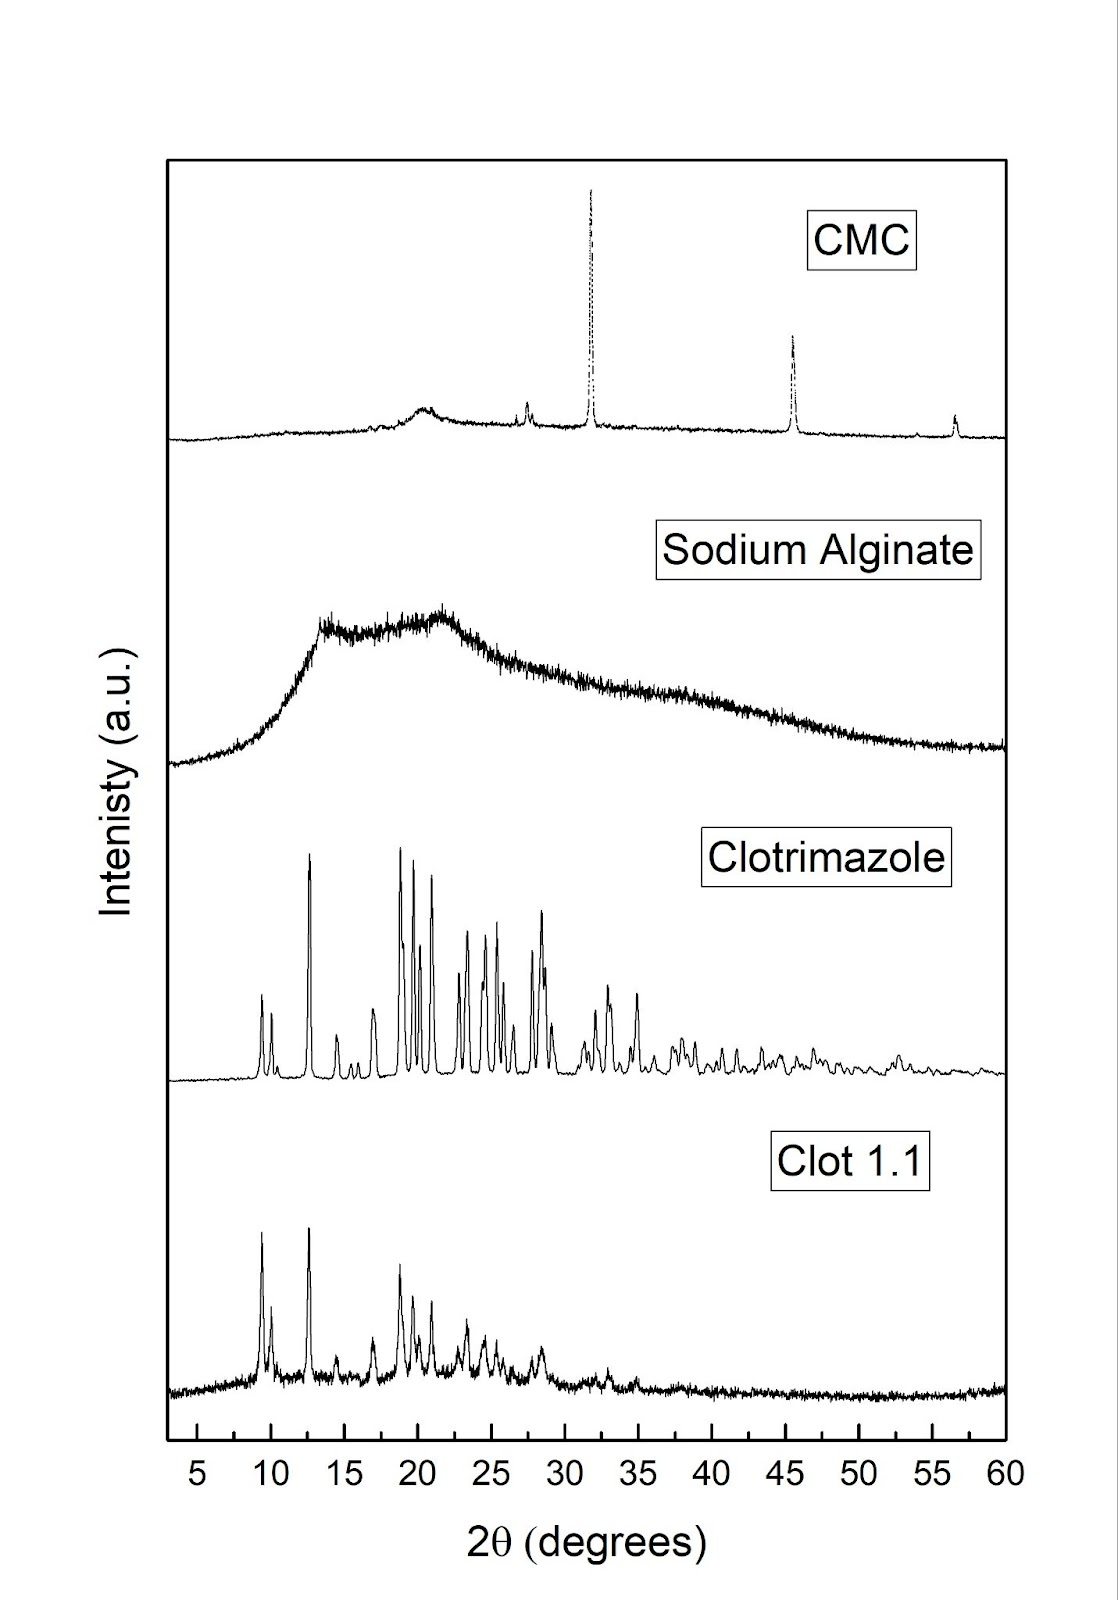 CMC
Sodium Alginate
Intenisty (a.u.)
Clotrimazole
Clot 1.1
5 10 15 20 25 30 35 40 45 50 55 60
2θ (degrees)